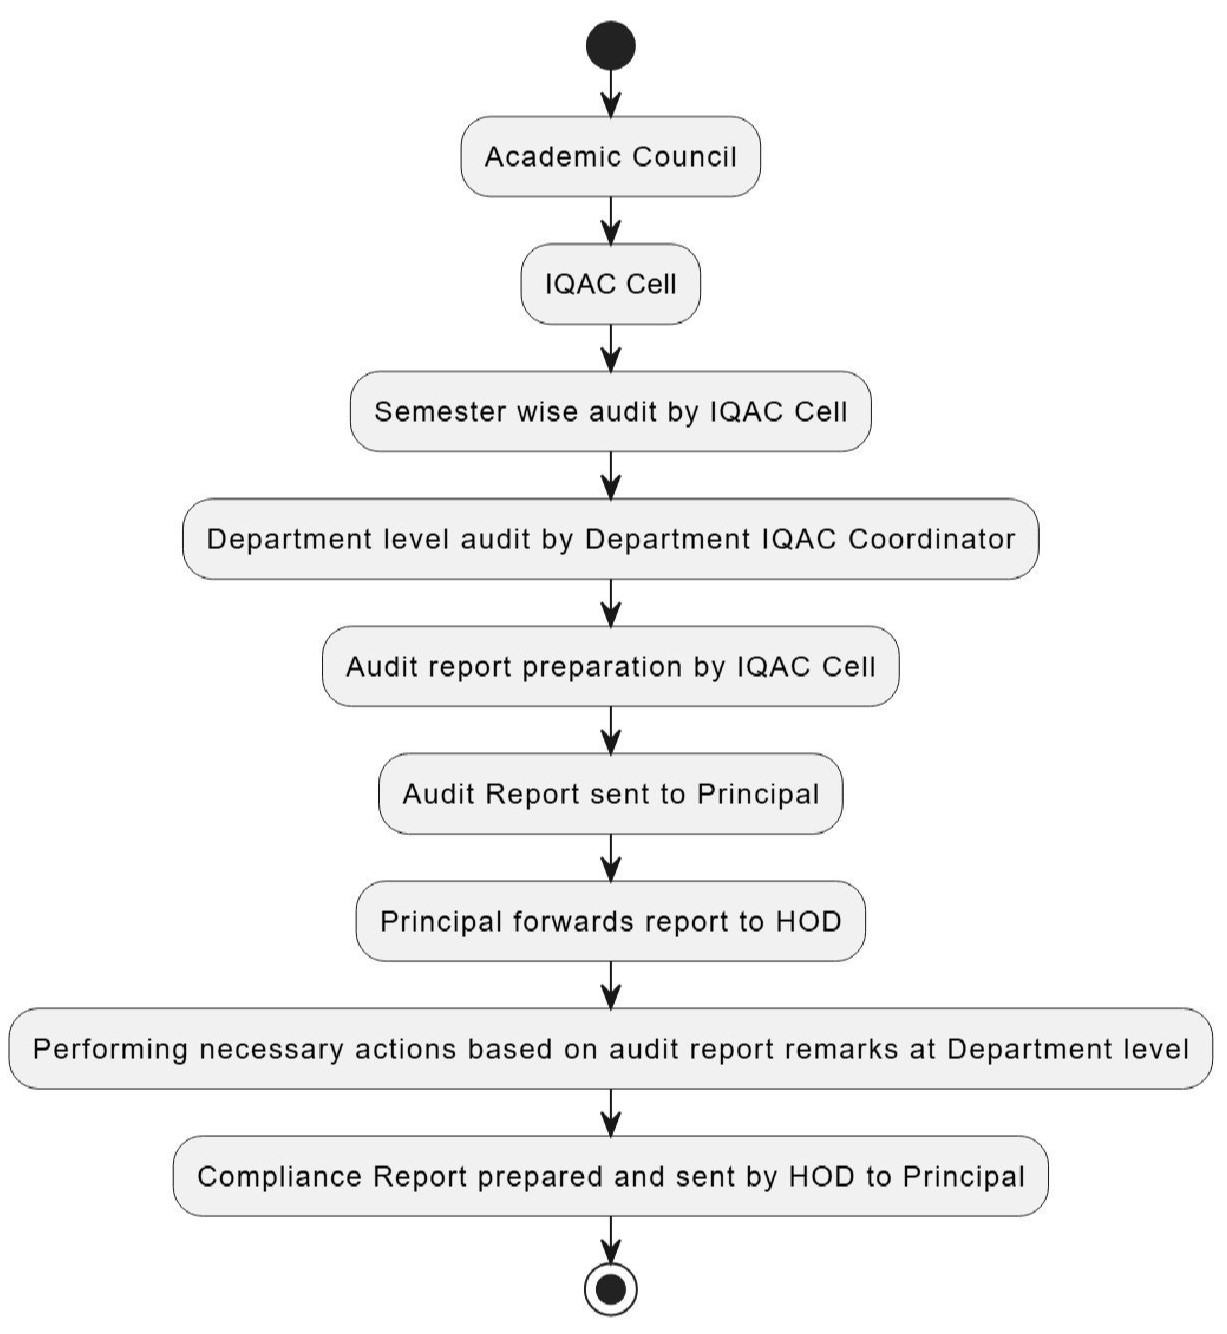 Academic Council
IQAC Cell
Semester wise audit by IQAC Cell
Department level audit by Department IQAC Coordinator
Audit report preparation by IQAC Cell
Audit Report sent to Principal
Principal forwards report to HOD
Performing necessary actions based on audit report remarks at Department level
Compliance Report prepared and sent by HOD to Principal